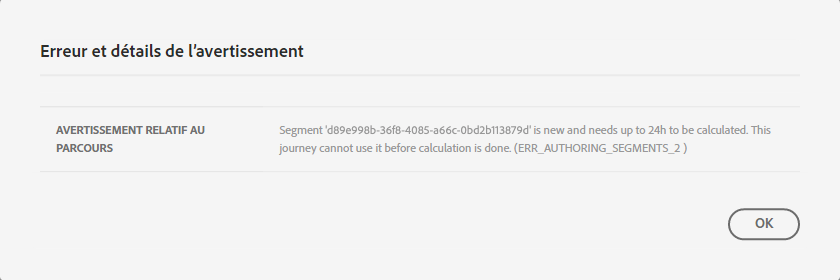 Erreur et détails de l’avertissement
AVERTISSEMENT RELATIF AU
PARCOURS
Segment 'd89e998b-36f8-4085-a66c-0bd2b113879d' is new and needs up to 24h to be calculated. This
journey cannot use it before calculation is done. (ERR_AUTHORING_SEGMENTS_2 )
OK